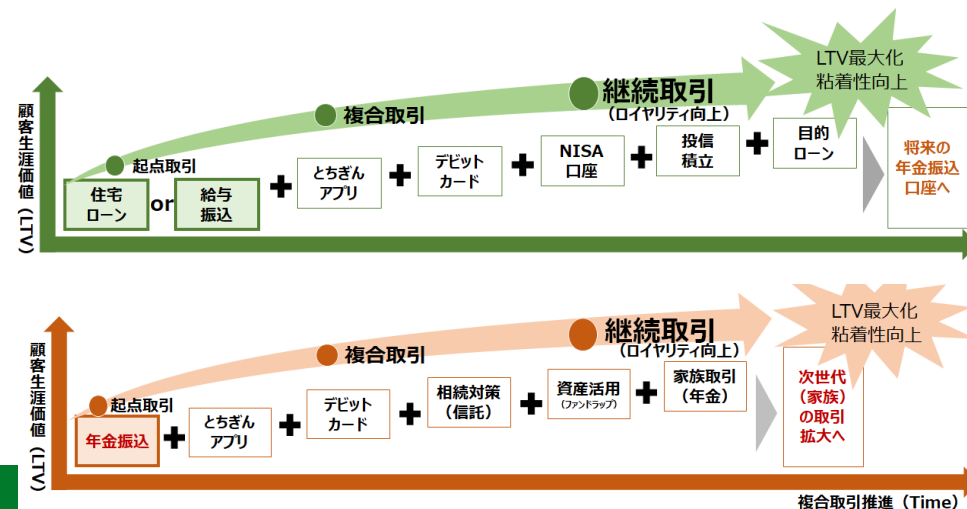 LTV最大化
粘着性向上
継続取引
（ロイヤリティ向上）
複合取引
起点取引
顧客生涯価値（LTV）
住宅
ローン
or
給与
振込
+
とちぎん
アプリ
+
デビット
カード
+
NISA
口座
+
投信
積立
+
目的
ローン
将来の
年金振込
口座へ
LTV最大化
粘着性向上
継続取引
（ロイヤリティ向上）
複合取引
起点取引
顧客生涯価値（LTV）
年金振込
+
とちぎん
アプリ
+
デビット
カード
+
相続対策
（信託）
+
資産活用
（ファンドラップ）
+
家族取引
（年金）
次世代
（家族）
の取引
拡大へ
複合取引推進（Time）